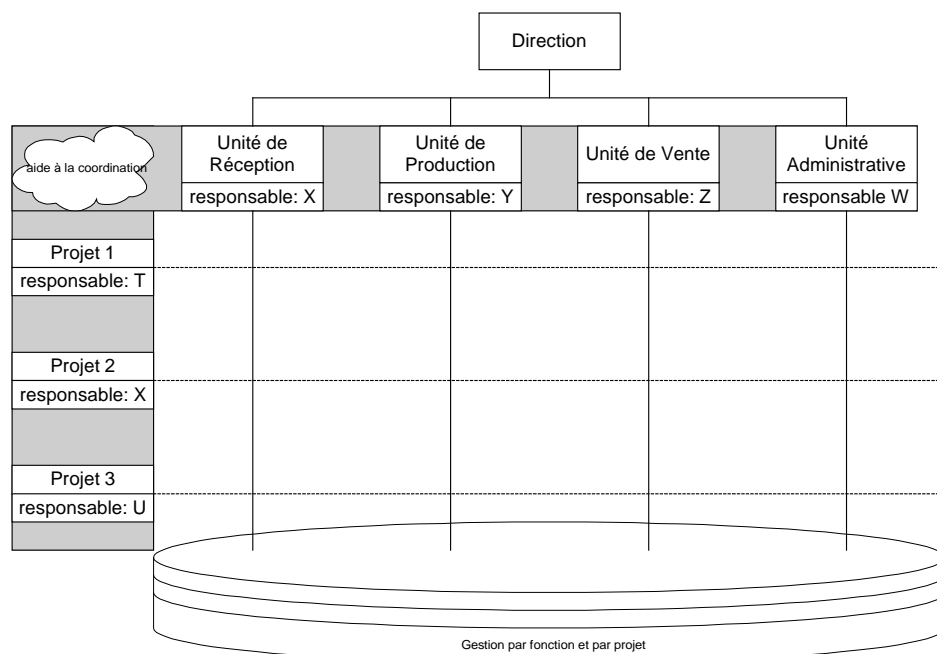 Direction
aide à la coordination
Unité de
Réception
responsable: X
Unité de
Production
responsable: Y
Unité de Vente
responsable: Z
Unité
Administrative
responsable W
Projet 1
responsable: T
Projet 2
responsable: X
Projet 3
responsable: U
Gestion par fonction et par projet